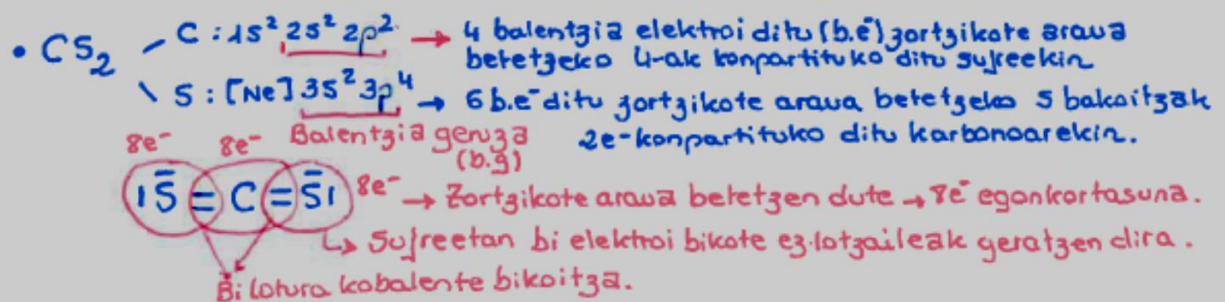 • CS₂ – C : 1s² 2s² 2p² → 4 balentzia elektroi ditu (b.e⁻) zortzikote araua
betetzeko 4-ak konpartituko ditu sufreekin
\ S : [Ne] 3s² 3p⁴ → 6 b.e⁻ ditu zortzikote araua betetzeko S bakoitzak
Balentzia geruza 2e⁻ konpartituko ditu karbonoarekin.
(b.g)
8e⁻ 8e⁻
|S̄ = C = S̄| 8e⁻ → Zortzikote araua betetzen dute → 8e⁻ egonkortasuna.
↳ Sufreetan bi elektroi bikote ez-lotzaileak geratzen dira.
Bi lotura kobalente bikoitza.